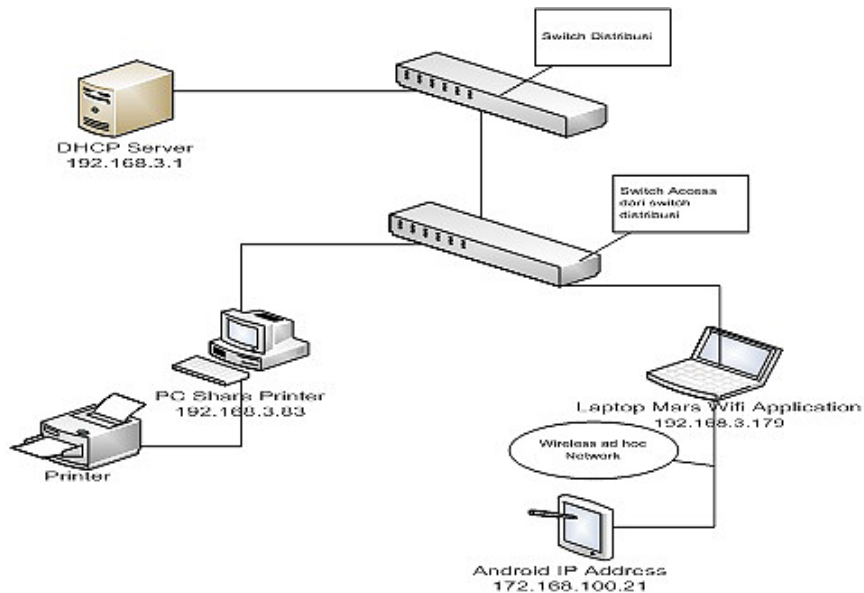 Switch Distribusi
DHCP Server
192.168.3.1
Switch Access
dari switch
distribusi
PC Share Printer
192.168.3.83
Laptop Mars Wifi Application
192.168.3.179
Wireless ad hoc
Network
Printer
Android IP Address
172.168.100.21